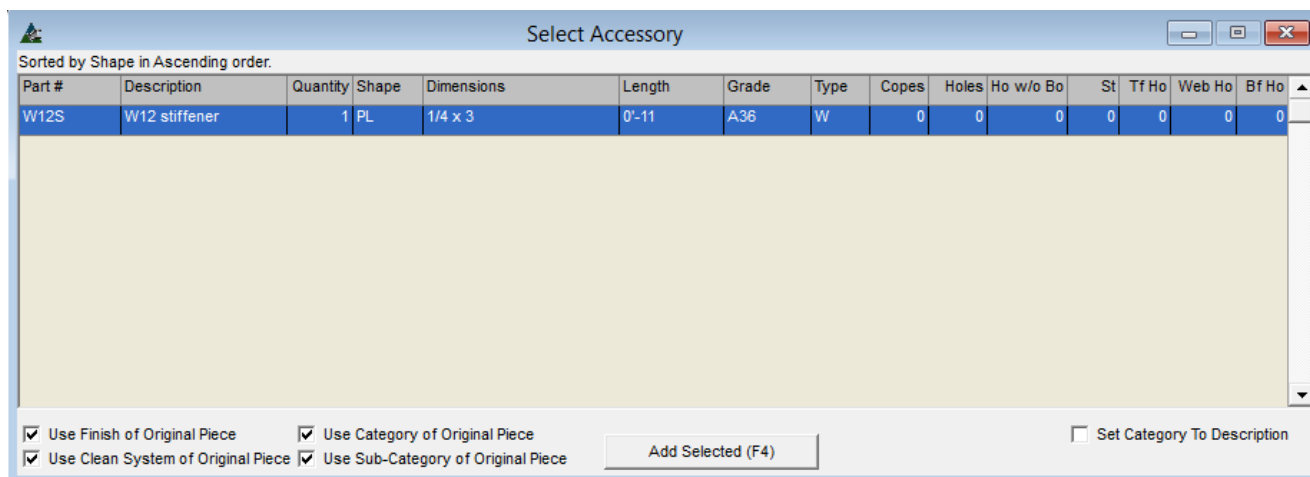 Select Accessory
Sorted by Shape in Ascending order.
Part # Description Quantity Shape Dimensions Length Grade Type Copes Holes Ho w/o Bo St Tf Ho Web Ho Bf Ho
W12S W12 stiffener 1 PL 1/4 x 3 0'-11 A36 W 0 0 0 0 0 0 0
Use Finish of Original Piece Use Category of Original Piece Set Category To Description
Use Clean System of Original Piece Use Sub-Category of Original Piece Add Selected (F4)